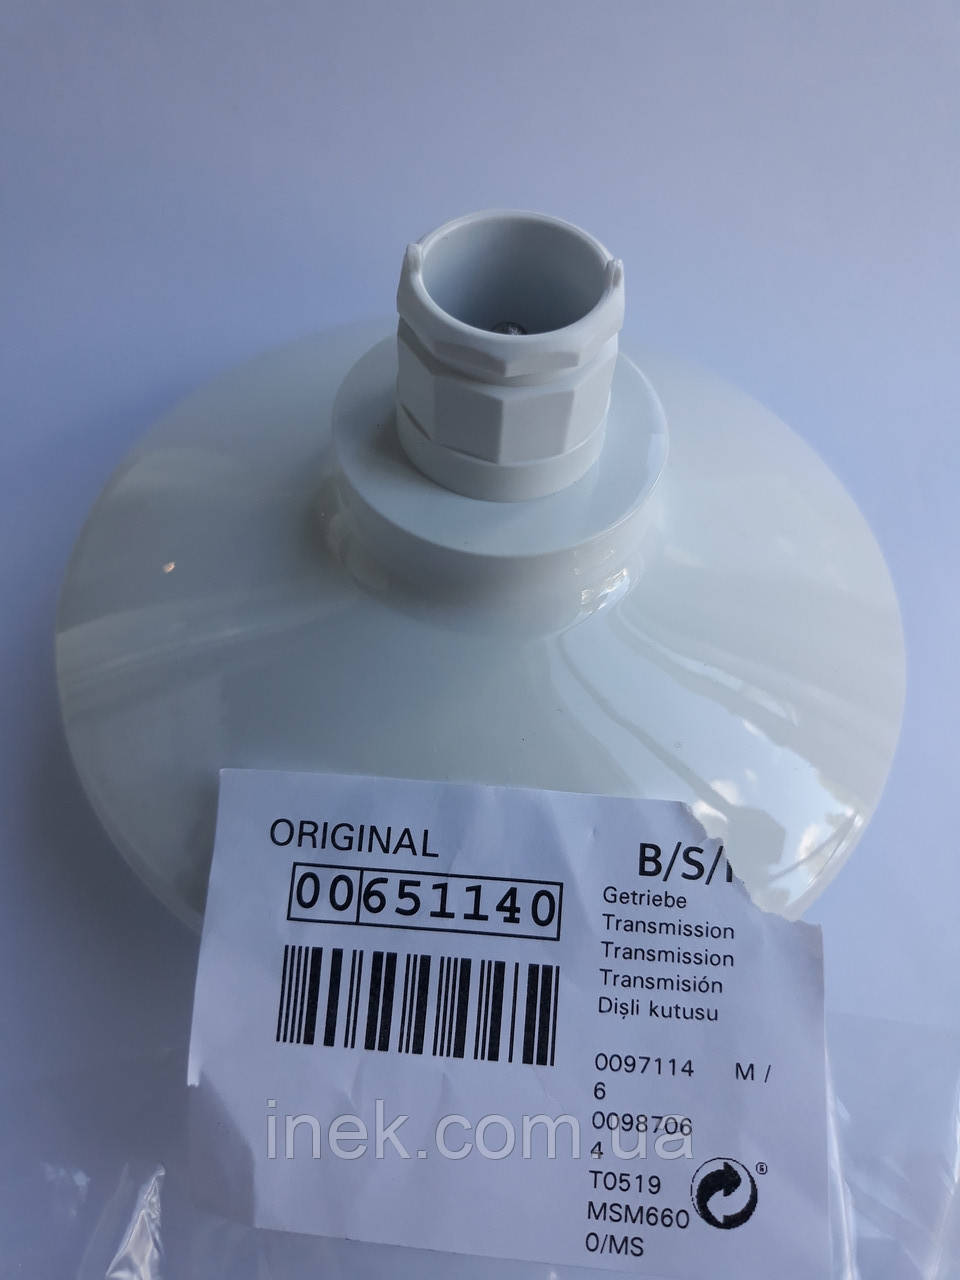 ORIGINAL
00651140
B/S/
Getriebe
Transmission
Transmission
Transmisión
Dişli kutusu
0097114 M /
6
0098706
4
T0519
MSM660
0/MS
inek.com.ua